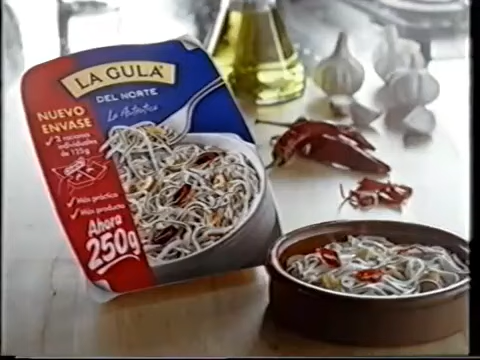 LA GULA
DEL NORTE
La Auténtica
NUEVO
ENVASE
✓ 2 raciones
individuales
de 125g
✓ Más práctico
✓ Más producto
Ahora
250g